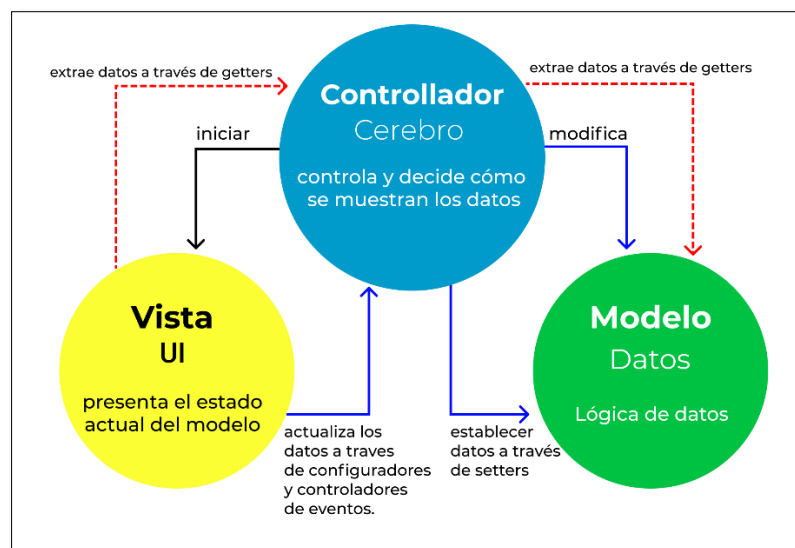 extrae datos a través de getters
extrae datos a través de getters
Controllador
Cerebro
controla y decide cómo
se muestran los datos
iniciar
modifica
Vista
UI
presenta el estado
actual del modelo
Modelo
Datos
Lógica de datos
actualiza los
datos a traves
de configuradores
y controladores
de eventos.
establecer
datos a través
de setters